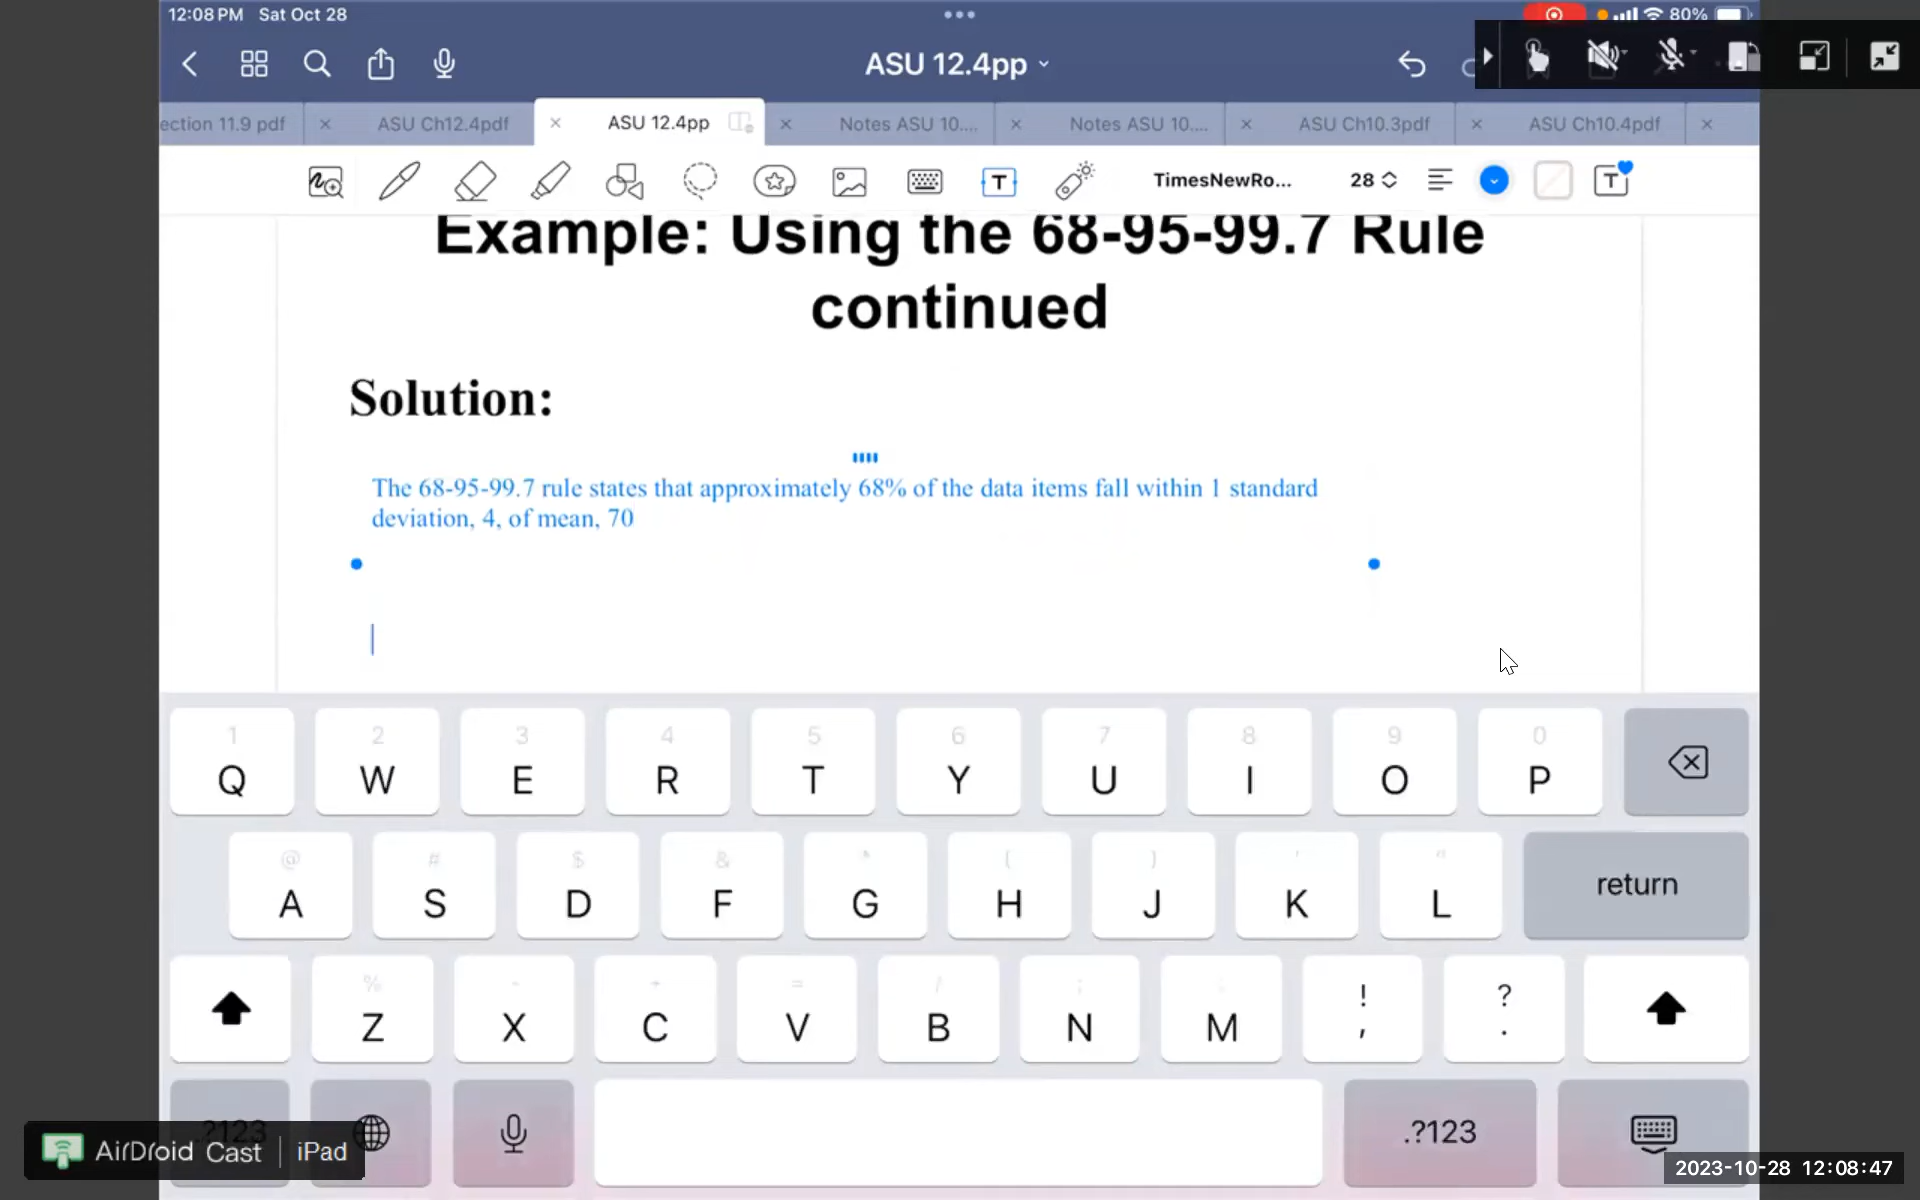 12:08 PM Sat Oct 28
80%
ASU 12.4pp
ection 11.9 pdf
ASU Ch12.4pdf
ASU 12.4pp
Notes ASU 10....
Notes ASU 10....
ASU Ch10.3pdf
ASU Ch10.4pdf
TimesNewRo...
28
T
T
Example: Using the 68-95-99.7 Rule
continued
Solution:
The 68-95-99.7 rule states that approximately 68% of the data items fall within 1 standard
deviation, 4, of mean, 70
1 2 3 4 5 6 7 8 9 0
Q W E R T Y U I O P
@ # $ & * ( ) ' "
A S D F G H J K L
return
% - + = / ; :
Z X C V B N M ! , ? .
.?123
.?123
AirDroid Cast | iPad
2023-10-28 12:08:47